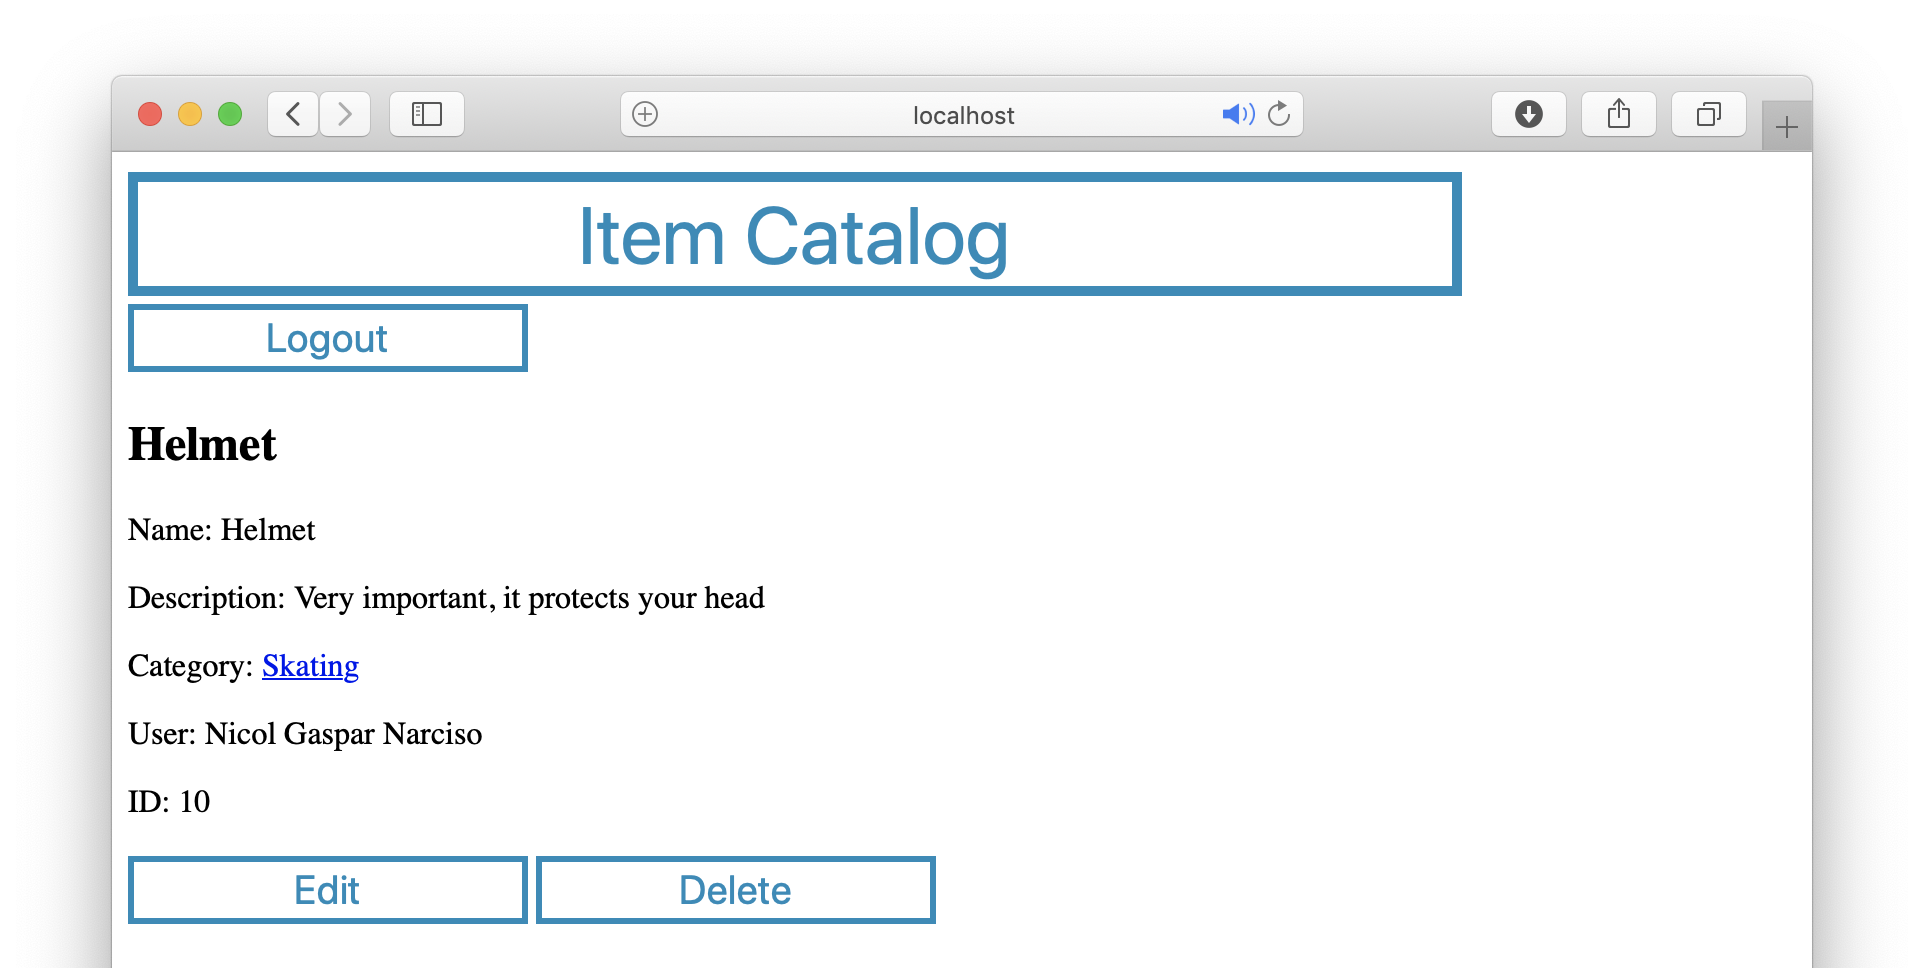 localhost
Item Catalog
Logout
Helmet
Name: Helmet
Description: Very important, it protects your head
Category: Skating
User: Nicol Gaspar Narciso
ID: 10
Edit Delete